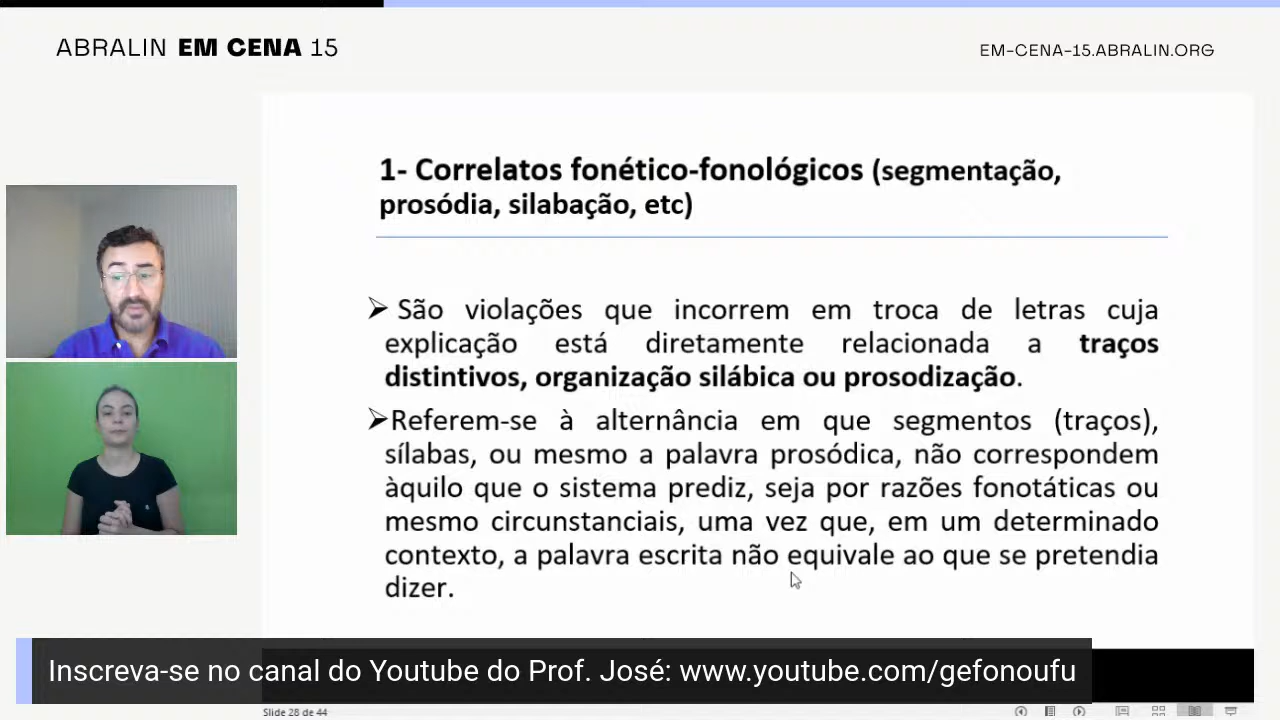 ABRALIN EM CENA 15
EM-CENA-15.ABRALIN.ORG
1- Correlatos fonético-fonológicos (segmentação,
prosódia, silabação, etc)
São violações que incorrem em troca de letras cuja
explicação está diretamente relacionada a traços
distintivos, organização silábica ou prosodização.
Referem-se à alternância em que segmentos (traços),
sílabas, ou mesmo a palavra prosódica, não correspondem
àquilo que o sistema prediz, seja por razões fonotáticas ou
mesmo circunstanciais, uma vez que, em um determinado
contexto, a palavra escrita não equivale ao que se pretendia
dizer.
Inscreva-se no canal do Youtube do Prof. José: www.youtube.com/gefonoufu
Slide 28 de 44